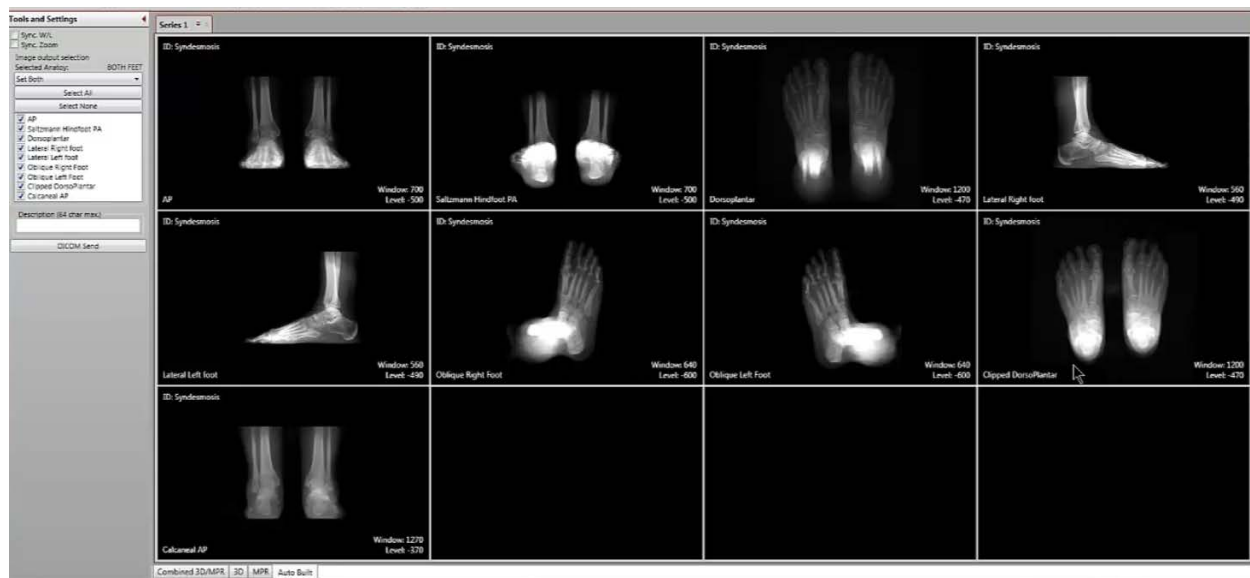 Tools and Settings
Sync. W/L
Sync. Zoom
Image output selection
Selected Anatoy: BOTH FEET
Set Both
Select All
Select None
AP
Saltzmann Hindfoot PA
Dorsoplantar
Lateral Right foot
Lateral Left foot
Oblique Right Foot
Oblique Left Foot
Clipped DorsoPlantar
Calcaneal AP
Description (64 char max.)
DICOM Send
Series 1
ID: Syndesmosis
Window: 700
AP Level: -500
ID: Syndesmosis
Window: 700
Saltzmann Hindfoot PA Level: -500
ID: Syndesmosis
Window: 1200
Dorsoplantar Level: -470
ID: Syndesmosis
Window: 560
Lateral Right foot Level: -490
ID: Syndesmosis
Window: 560
Lateral Left foot Level: -490
ID: Syndesmosis
Window: 640
Oblique Right Foot Level: -600
ID: Syndesmosis
Window: 640
Oblique Left Foot Level: -600
ID: Syndesmosis
Window: 1200
Clipped DorsoPlantar Level: -470
ID: Syndesmosis
Window: 1270
Calcaneal AP Level: -370
Combined 3D/MPR 3D MPR Auto Built